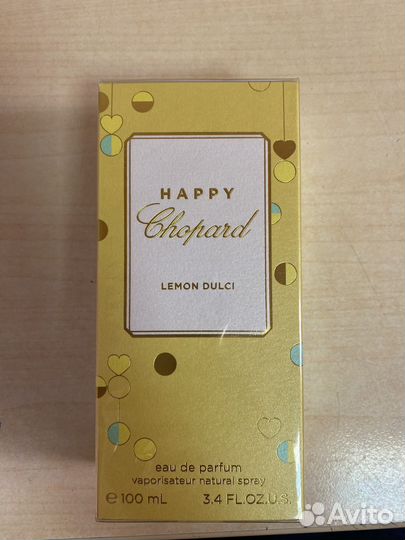 HAPPY
Chopard
LEMON DULCI
eau de parfum
vaporisateur natural spray
e 100 mL 3.4 FL.OZ.U.S.
Avito